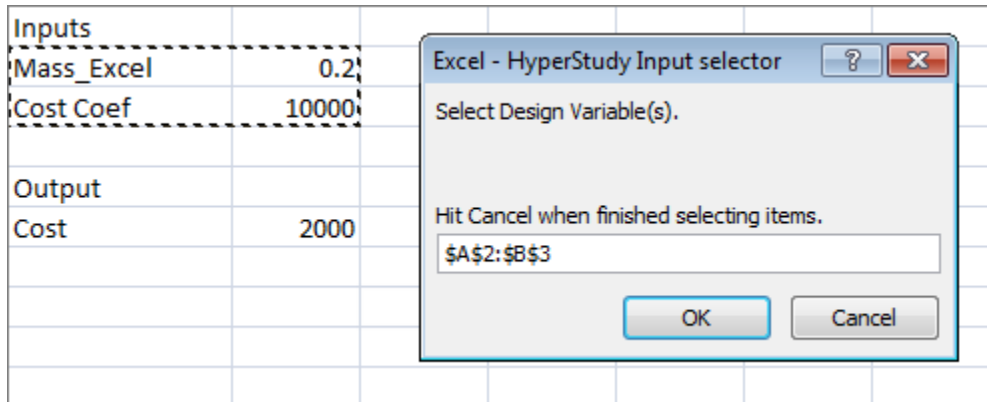 Inputs
Mass_Excel 0.2
Cost Coef 10000
Output
Cost 2000
Excel - HyperStudy Input selector ?
Select Design Variable(s).
Hit Cancel when finished selecting items.
$A$2:$B$3
OK Cancel